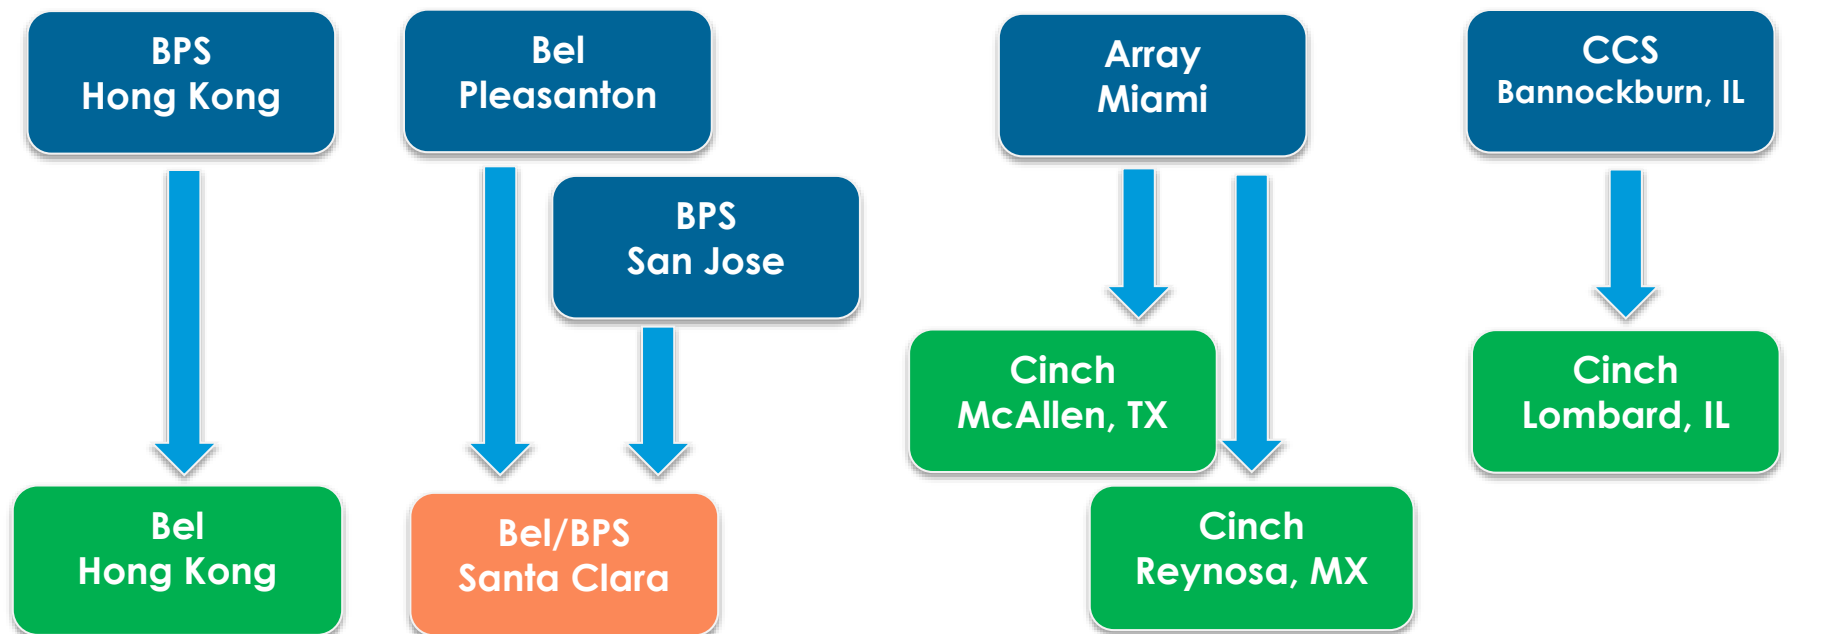 BPS
Hong Kong
Bel
Pleasanton
BPS
San Jose
Array
Miami
CCS
Bannockburn, IL
Bel
Hong Kong
Bel/BPS
Santa Clara
Cinch
McAllen, TX
Cinch
Reynosa, MX
Cinch
Lombard, IL